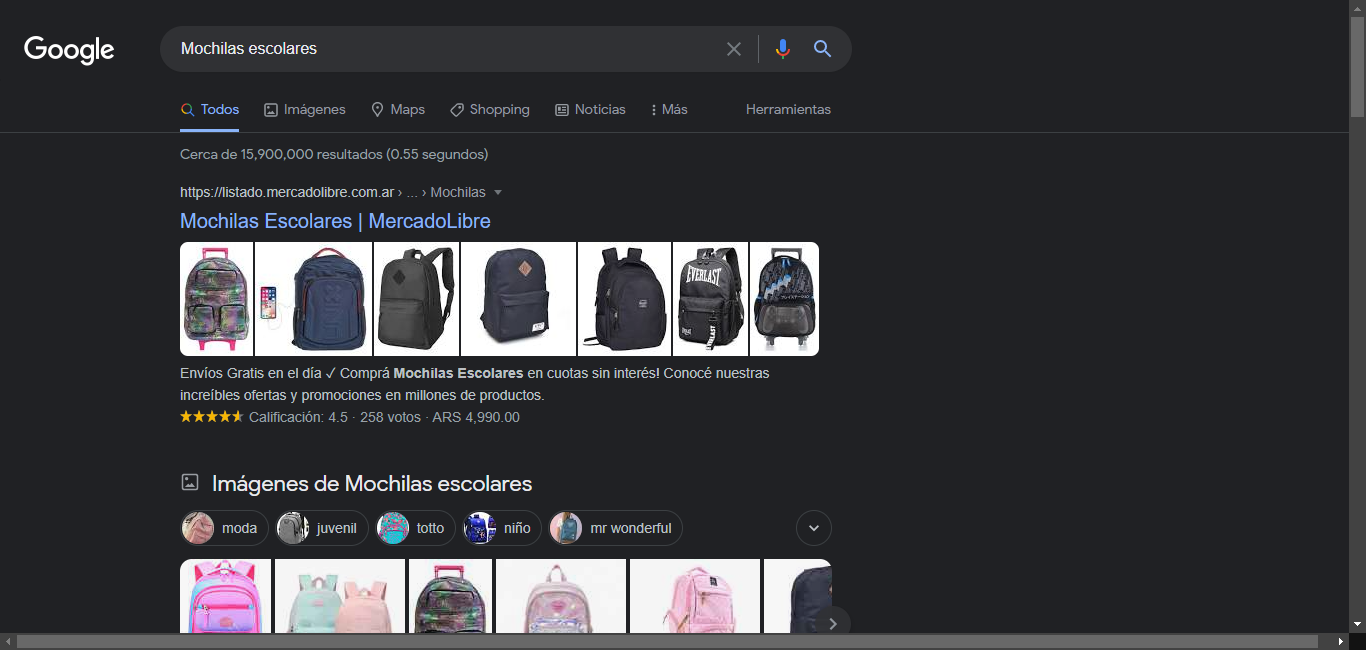 Google
Mochilas escolares
Todos
Imágenes
Maps
Shopping
Noticias
Más
Herramientas
Cerca de 15,900,000 resultados (0.55 segundos)
https://listado.mercadolibre.com.ar › ... › Mochilas
Mochilas Escolares | MercadoLibre
EVERLAST
EVERLAST
Envíos Gratis en el día ✓ Comprá Mochilas Escolares en cuotas sin interés! Conocé nuestras
increíbles ofertas y promociones en millones de productos.
Calificación: 4.5 · 258 votos · ARS 4,990.00
Imágenes de Mochilas escolares
moda
juvenil
totto
niño
mr wonderful